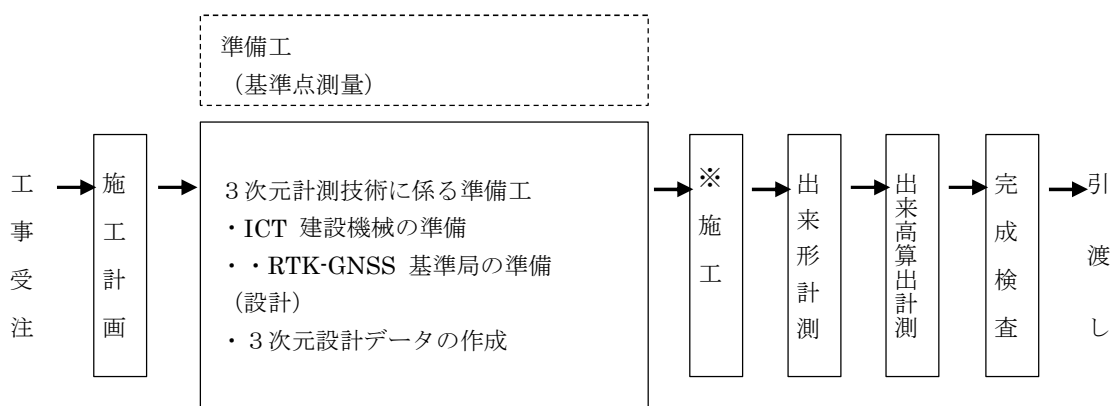 準備工
（基準点測量）
工事受注
施工計画
３次元計測技術に係る準備工
・ICT 建設機械の準備
・・RTK-GNSS 基準局の準備
(設計)
・３次元設計データの作成
※施工
出来形計測
出来高算出計測
完成検査
引渡し